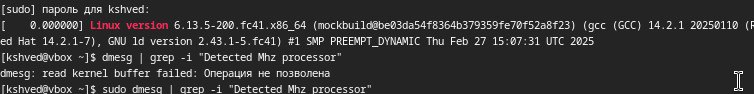 [sudo] пароль для kshved:
[    0.000000] Linux version 6.13.5-200.fc41.x86_64 (mockbuild@be03da54f8364b379359fe70f52a8f23) (gcc (GCC) 14.2.1 20250110 (R
ed Hat 14.2.1-7), GNU ld version 2.43.1-5.fc41) #1 SMP PREEMPT_DYNAMIC Thu Feb 27 15:07:31 UTC 2025
[kshved@vbox ~]$ dmesg | grep -i "Detected Mhz processor"
dmesg: read kernel buffer failed: Операция не позволена
[kshved@vbox ~]$ sudo dmesg | grep -i "Detected Mhz processor"